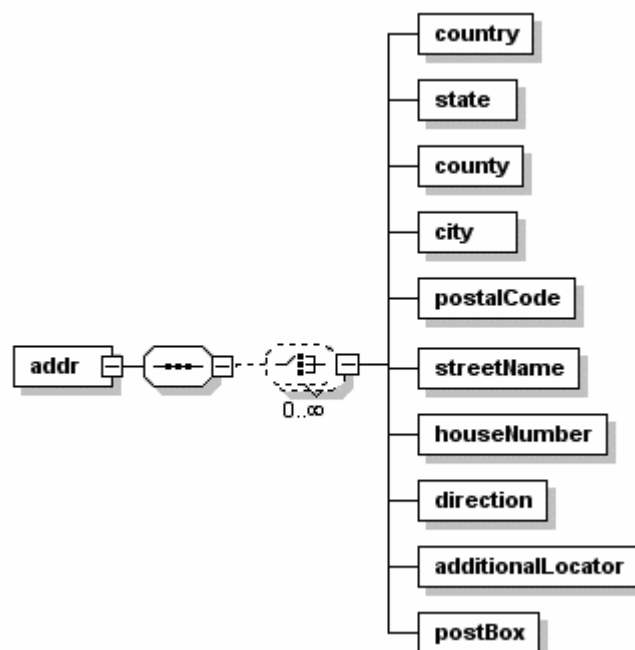 country
state
county
city
postalCode
addr
streetName
0..∞
houseNumber
direction
additionalLocator
postBox